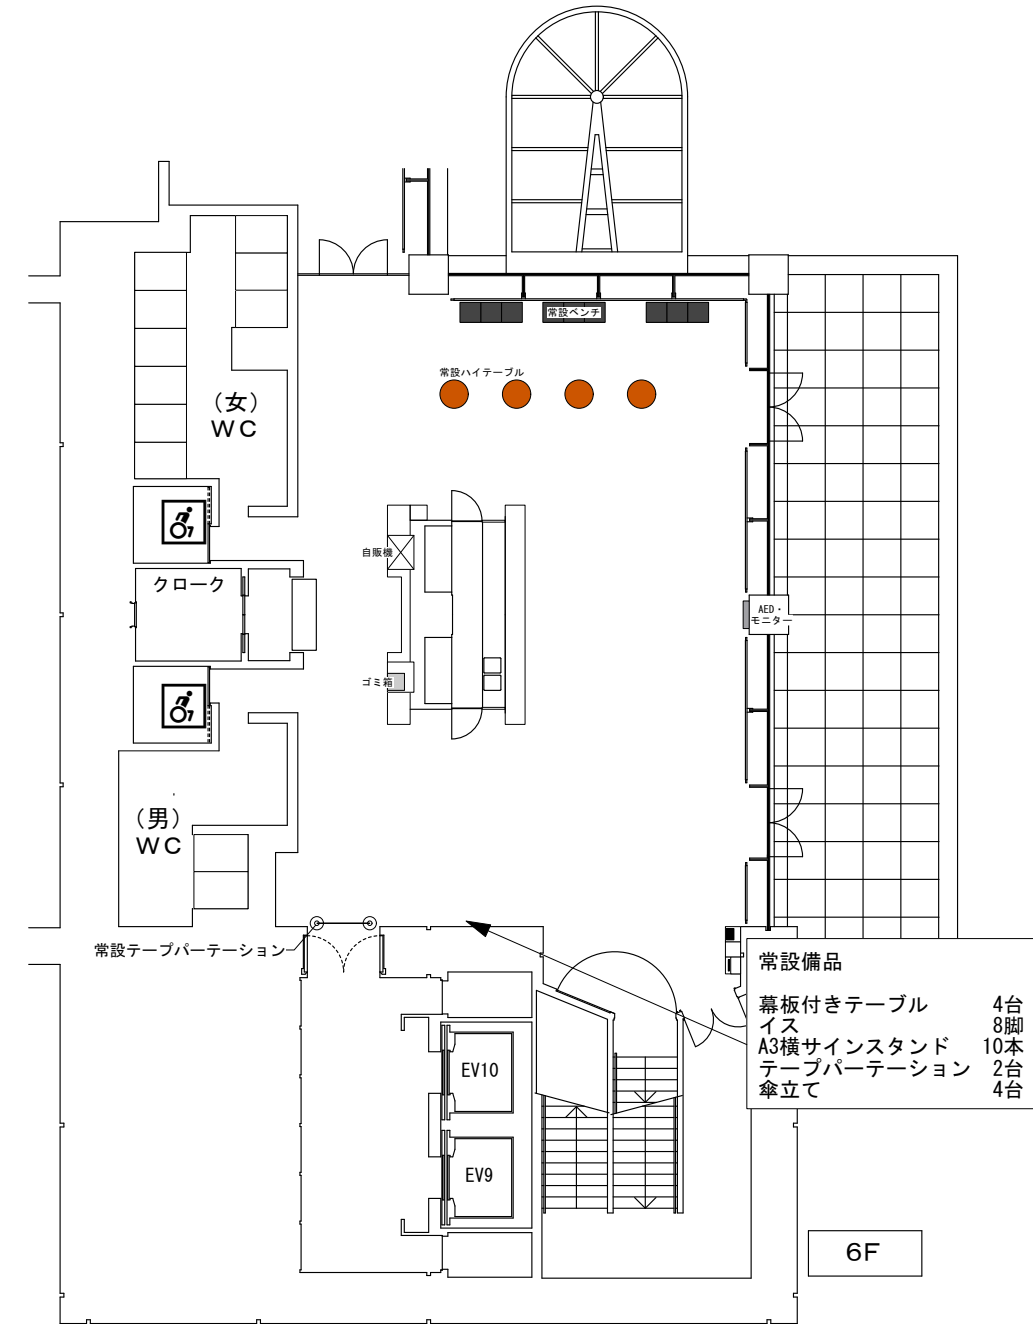 常設ベンチ
常設ハイテーブル
（女）
ＷＣ
自販機
クローク
AED・
モニター
ゴミ箱
（男）
ＷＣ
常設テープパーテーション
常設備品
幕板付きテーブル 4台
イス 8脚
A3横サインスタンド 10本
テープパーテーション 2台
傘立て 4台
EV10
EV9
6F